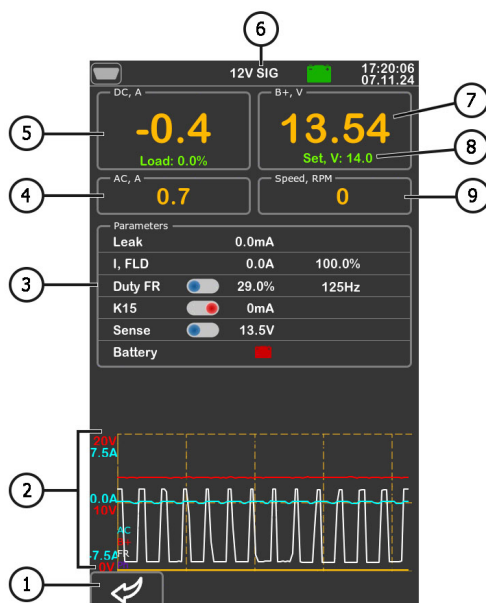 6
12V SIG
17:20:06
07.11.24
DC, A
-0.4
Load: 0.0%
B+, V
13.54
Set, V: 14.0
7
8
5
AC, A
0.7
Speed, RPM
0
4
9
Parameters
Leak 0.0mA
I, FLD 0.0A 100.0%
Duty FR 29.0% 125Hz
K15 0mA
Sense 13.5V
Battery
3
20V
7.5A
0.0A
10V
AC
FR
-7.5A
0V
2
1